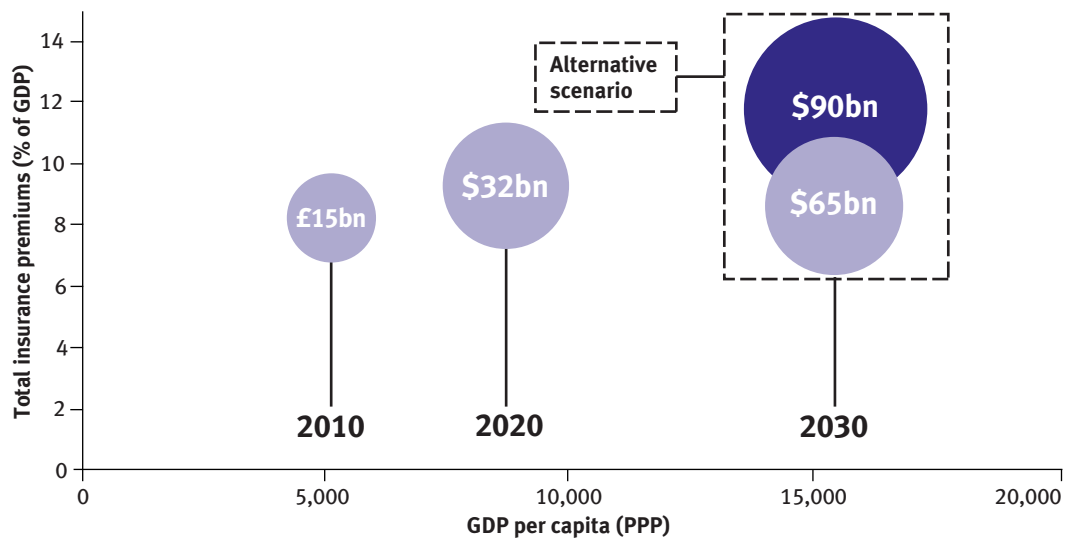 Total insurance premiums (% of GDP)
14
12
10
8
6
4
2
0
Alternative
scenario
£15bn
$32bn
$90bn
$65bn
2010
2020
2030
0
5,000
10,000
15,000
20,000
GDP per capita (PPP)